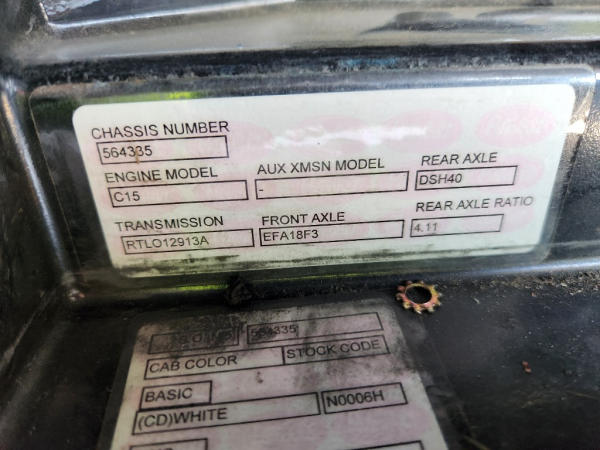 CHASSIS NUMBER
564335
ENGINE MODEL AUX XMSN MODEL REAR AXLE
C15 - DSH40
TRANSMISSION FRONT AXLE REAR AXLE RATIO
RTLO12913A EFA18F3 4.11
564335
CAB COLOR STOCK CODE
BASIC
(CD)WHITE N0006H